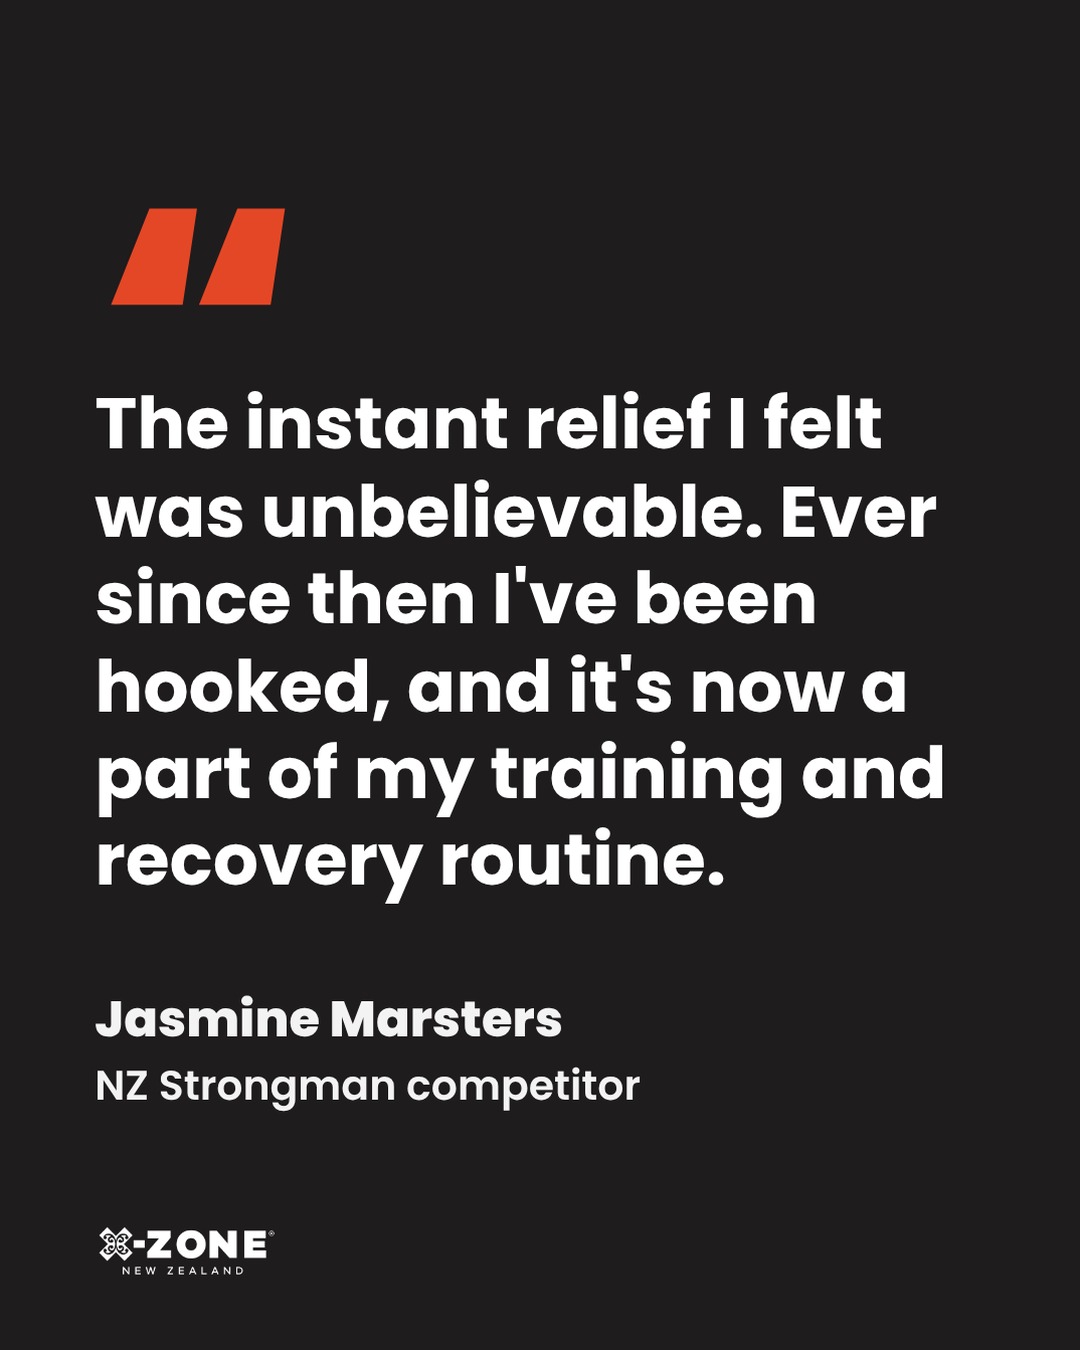 The instant relief I felt
was unbelievable. Ever
since then I've been
hooked, and it's now a
part of my training and
recovery routine.
Jasmine Marsters
NZ Strongman competitor
X-ZONE®
NEW ZEALAND